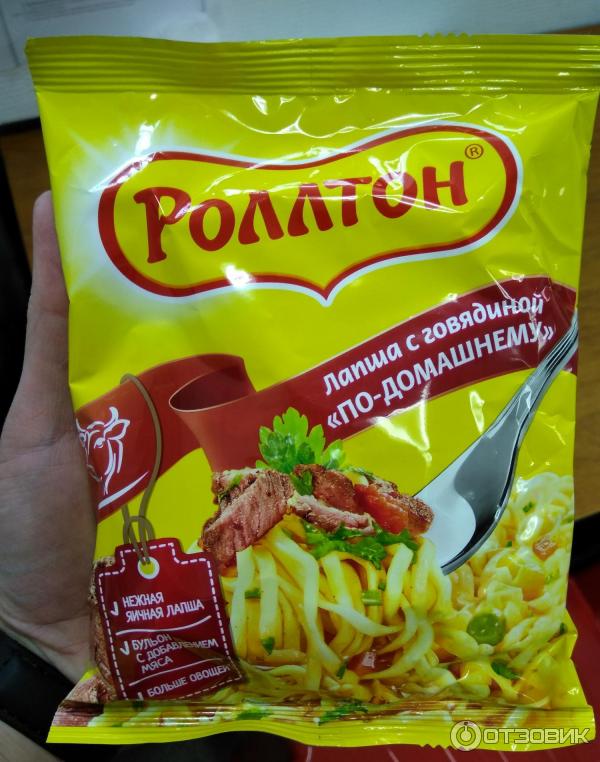 РОЛЛТОН®
Лапша с говядиной
«ПО-ДОМАШНЕМУ»
НЕЖНАЯ
ЯИЧНАЯ ЛАПША
БУЛЬОН
С ДОБАВЛЕНИЕМ
МЯСА
БОЛЬШЕ ОВОЩЕЙ
ОТЗОВИК